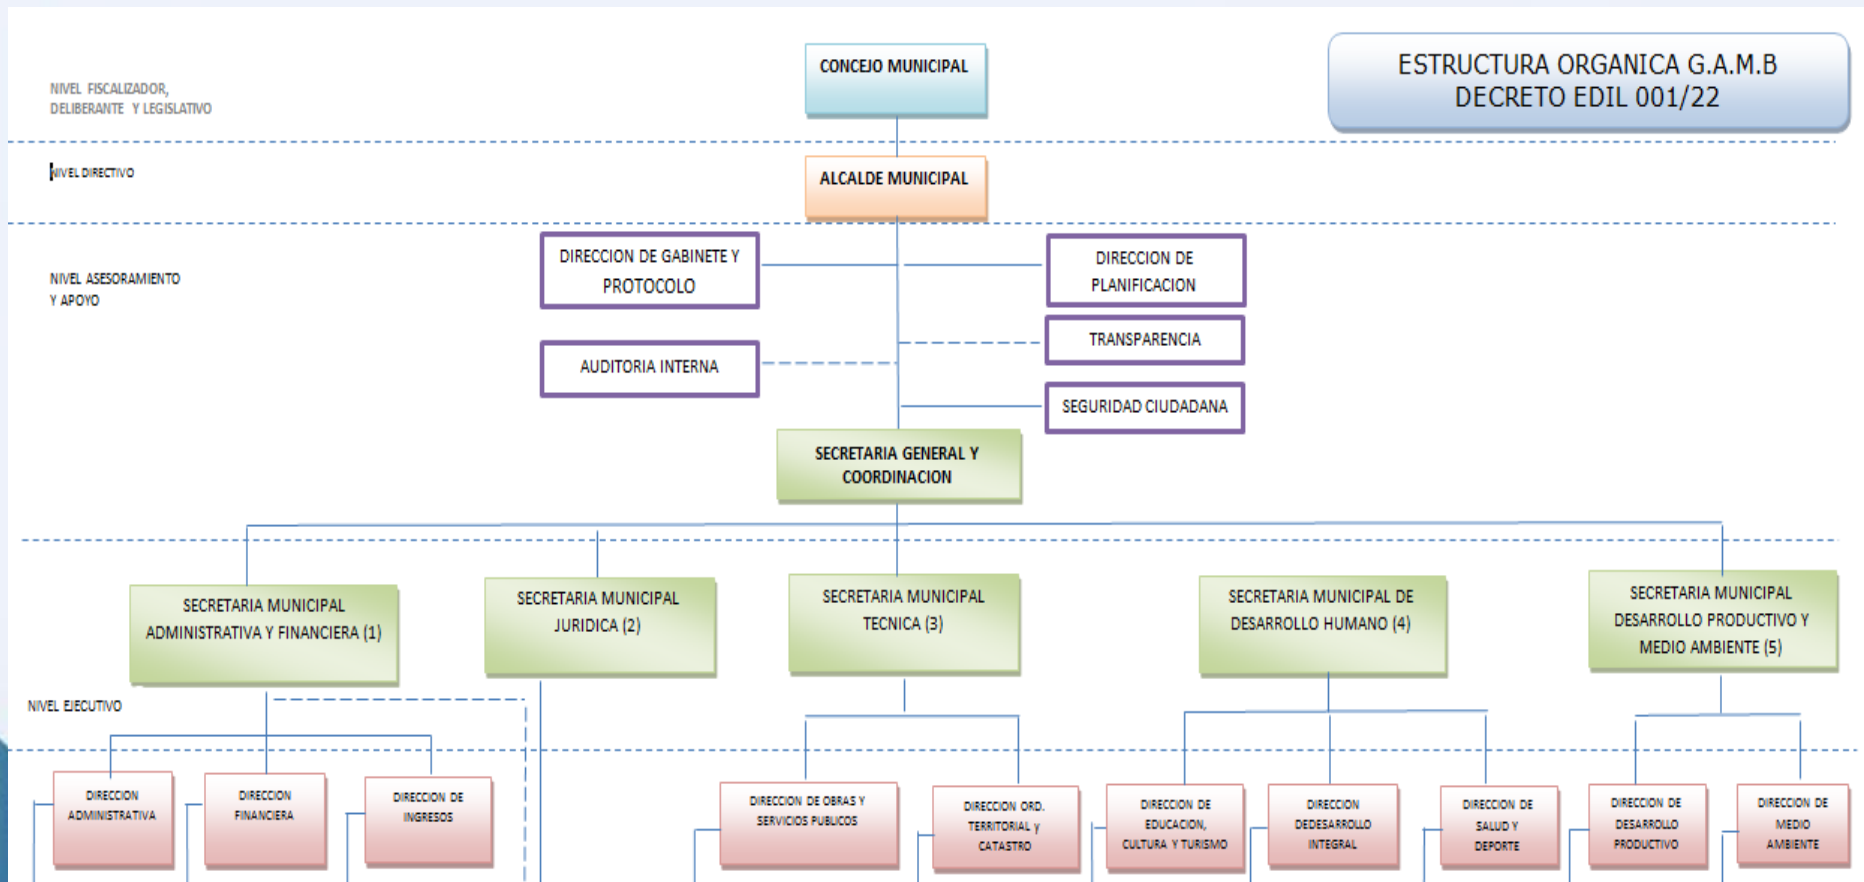 CONCEJO MUNICIPAL
ESTRUCTURA ORGANICA G.A.M.B
DECRETO EDIL 001/22
NIVEL FISCALIZADOR,
DELIBERANTE Y LEGISLATIVO
NIVEL DIRECTIVO
ALCALDE MUNICIPAL
NIVEL ASESORAMIENTO
Y APOYO
DIRECCION DE GABINETE Y
PROTOCOLO
DIRECCION DE
PLANIFICACION
TRANSPARENCIA
AUDITORIA INTERNA
SEGURIDAD CIUDADANA
SECRETARIA GENERAL Y
COORDINACION
SECRETARIA MUNICIPAL
ADMINISTRATIVA Y FINANCIERA (1)
SECRETARIA MUNICIPAL
JURIDICA (2)
SECRETARIA MUNICIPAL
TECNICA (3)
SECRETARIA MUNICIPAL DE
DESARROLLO HUMANO (4)
SECRETARIA MUNICIPAL
DESARROLLO PRODUCTIVO Y
MEDIO AMBIENTE (5)
NIVEL EJECUTIVO
DIRECCION
ADMINISTRATIVA
DIRECCION
FINANCIERA
DIRECCION DE
INGRESOS
DIRECCION DE OBRAS Y
SERVICIOS PUBLICOS
DIRECCION ORD.
TERRITORIAL y
CATASTRO
DIRECCION DE
EDUCACION,
CULTURA Y TURISMO
DIRECCION
DEDESARROLLO
INTEGRAL
DIRECCION DE
SALUD Y
DEPORTE
DIRECCION DE
DESARROLLO
PRODUCTIVO
DIRECCION DE
MEDIO
AMBIENTE